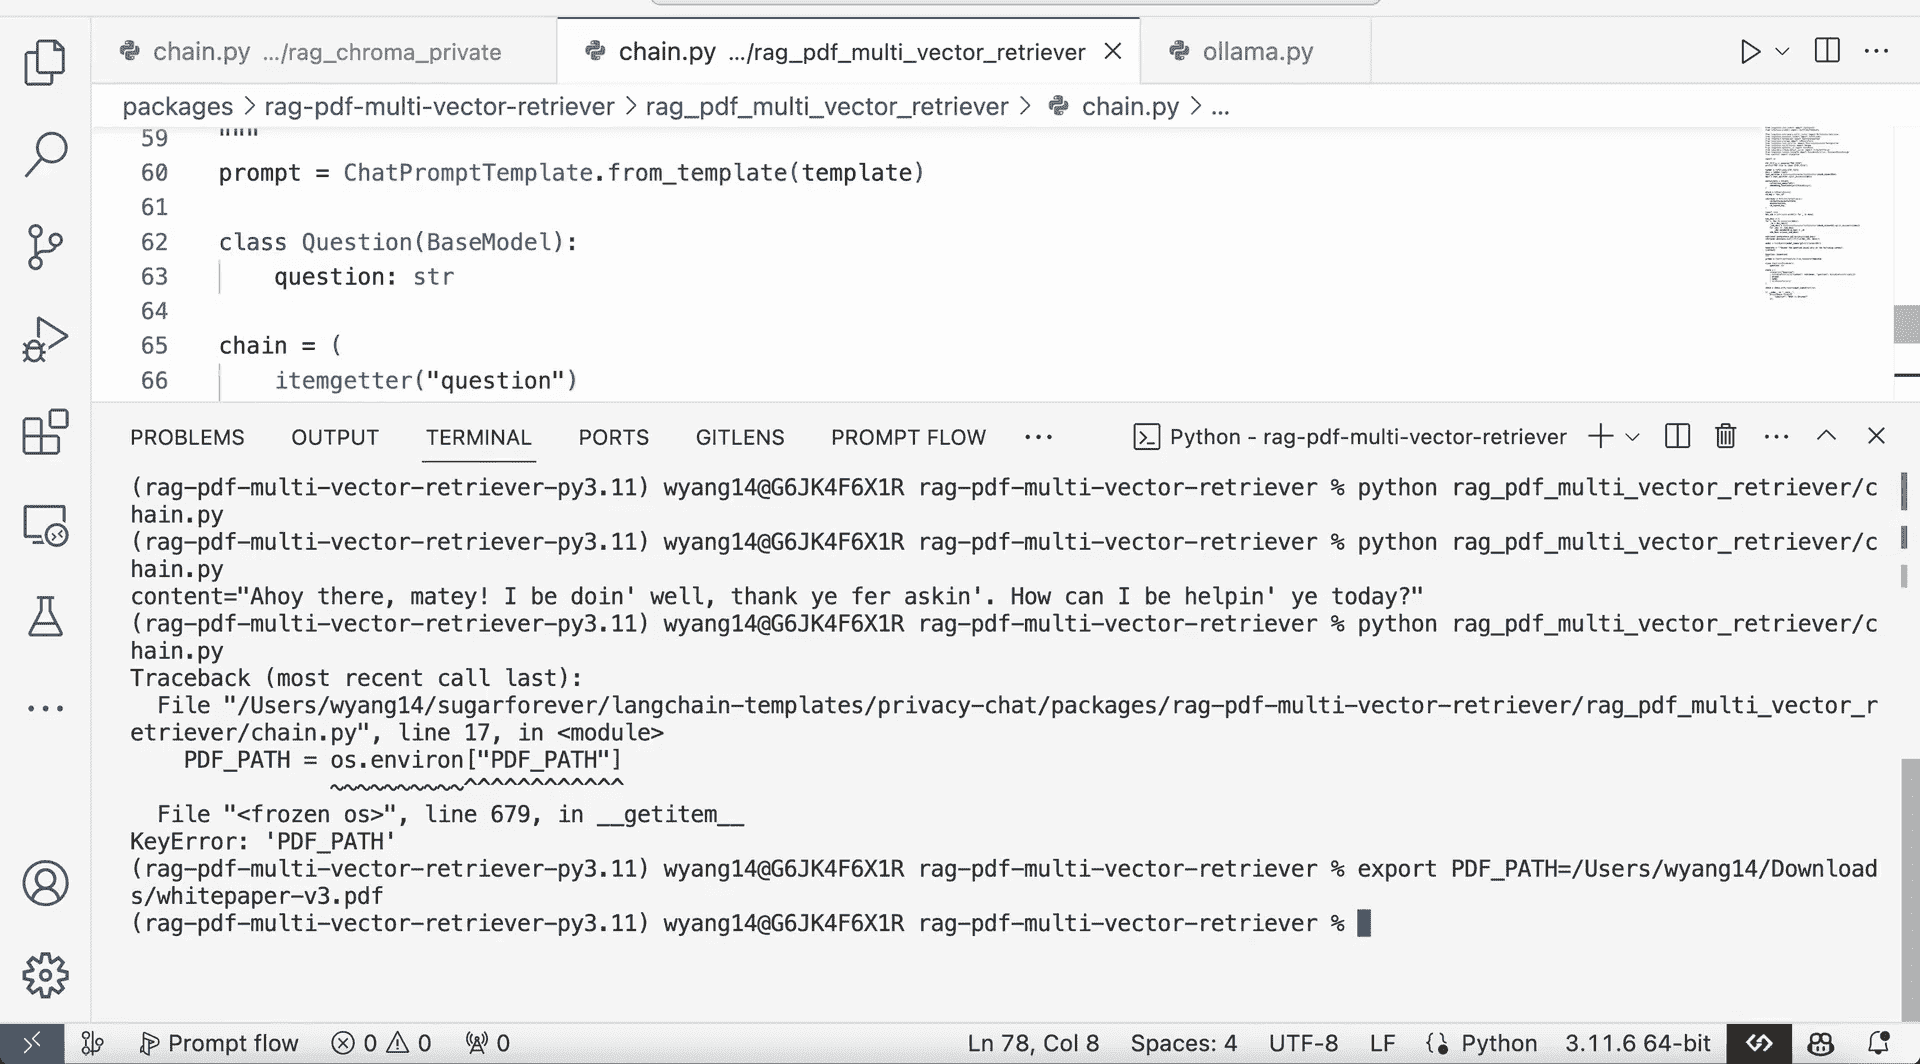 chain.py .../rag_chroma_private
chain.py .../rag_pdf_multi_vector_retriever
ollama.py
packages > rag-pdf-multi-vector-retriever > rag_pdf_multi_vector_retriever > chain.py > ...
59 """
60 prompt = ChatPromptTemplate.from_template(template)
61
62 class Question(BaseModel):
63     question: str
64
65 chain = (
66     itemgetter("question")
PROBLEMS OUTPUT TERMINAL PORTS GITLENS PROMPT FLOW ... Python - rag-pdf-multi-vector-retriever
(rag-pdf-multi-vector-retriever-py3.11) wyang14@G6JK4F6X1R rag-pdf-multi-vector-retriever % python rag_pdf_multi_vector_retriever/c
hain.py
(rag-pdf-multi-vector-retriever-py3.11) wyang14@G6JK4F6X1R rag-pdf-multi-vector-retriever % python rag_pdf_multi_vector_retriever/c
hain.py
content="Ahoy there, matey! I be doin' well, thank ye fer askin'. How can I be helpin' ye today?"
(rag-pdf-multi-vector-retriever-py3.11) wyang14@G6JK4F6X1R rag-pdf-multi-vector-retriever % python rag_pdf_multi_vector_retriever/c
hain.py
Traceback (most recent call last):
  File "/Users/wyang14/sugarforever/langchain-templates/privacy-chat/packages/rag-pdf-multi-vector-retriever/rag_pdf_multi_vector_r
etriever/chain.py", line 17, in <module>
    PDF_PATH = os.environ["PDF_PATH"]
               ~~~~~~~~~~^^^^^^^^^^^^
  File "<frozen os>", line 679, in __getitem__
KeyError: 'PDF_PATH'
(rag-pdf-multi-vector-retriever-py3.11) wyang14@G6JK4F6X1R rag-pdf-multi-vector-retriever % export PDF_PATH=/Users/wyang14/Download
s/whitepaper-v3.pdf
(rag-pdf-multi-vector-retriever-py3.11) wyang14@G6JK4F6X1R rag-pdf-multi-vector-retriever %
Prompt flow 0 0 0 Ln 78, Col 8 Spaces: 4 UTF-8 LF Python 3.11.6 64-bit